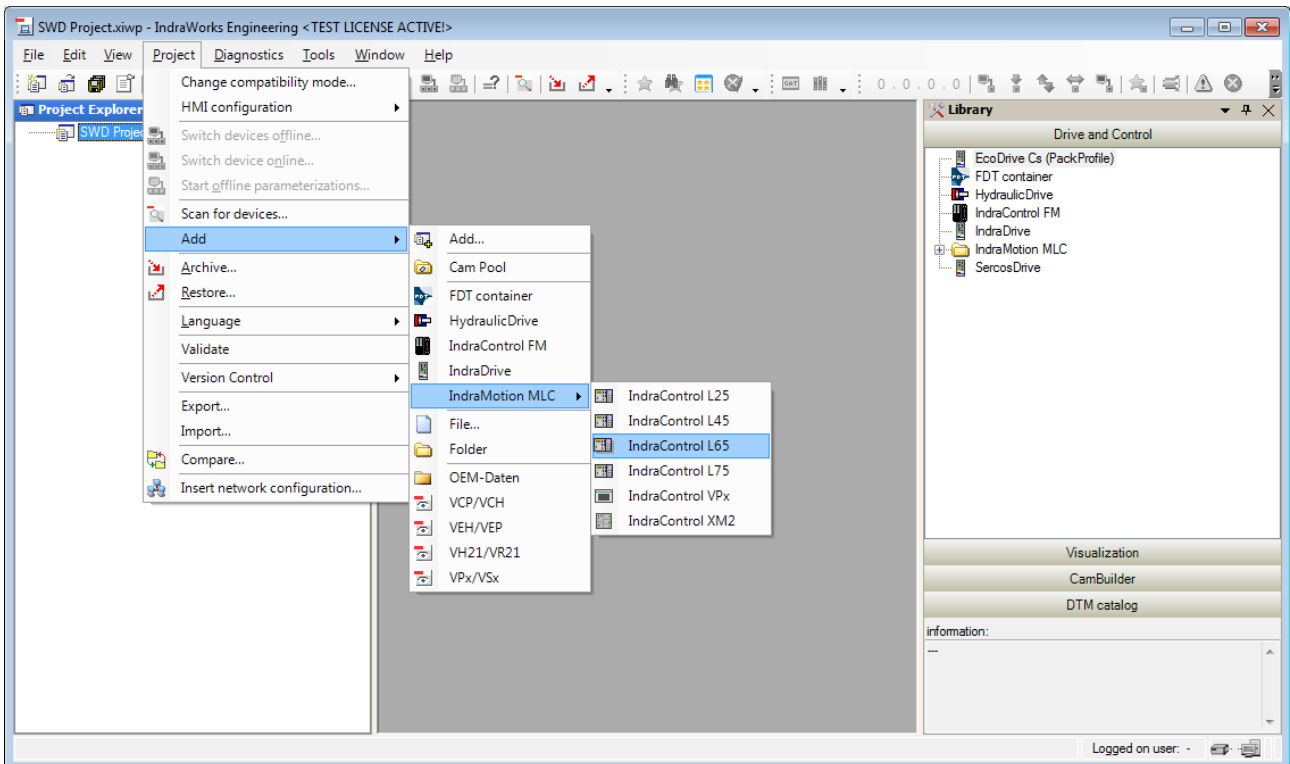 SWD Project.xiwp - IndraWorks Engineering <TEST LICENSE ACTIVE!>
File Edit View Project Diagnostics Tools Window Help
0 . 0 . 0 . 0
Project Explorer
SWD Projec
Change compatibility mode...
HMI configuration
Switch devices offline...
Switch device online...
Start offline parameterizations...
Scan for devices...
Add
Archive...
Restore...
Language
Validate
Version Control
Export...
Import...
Compare...
Insert network configuration...
Add...
Cam Pool
FDT container
HydraulicDrive
IndraControl FM
IndraDrive
IndraMotion MLC
File...
Folder
OEM-Daten
VCP/VCH
VEH/VEP
VH21/VR21
VPx/VSx
IndraControl L25
IndraControl L45
IndraControl L65
IndraControl L75
IndraControl VPx
IndraControl XM2
Library
Drive and Control
EcoDrive Cs (PackProfile)
FDT container
HydraulicDrive
IndraControl FM
IndraDrive
IndraMotion MLC
SercosDrive
Visualization
CamBuilder
DTM catalog
information:
---
Logged on user: -